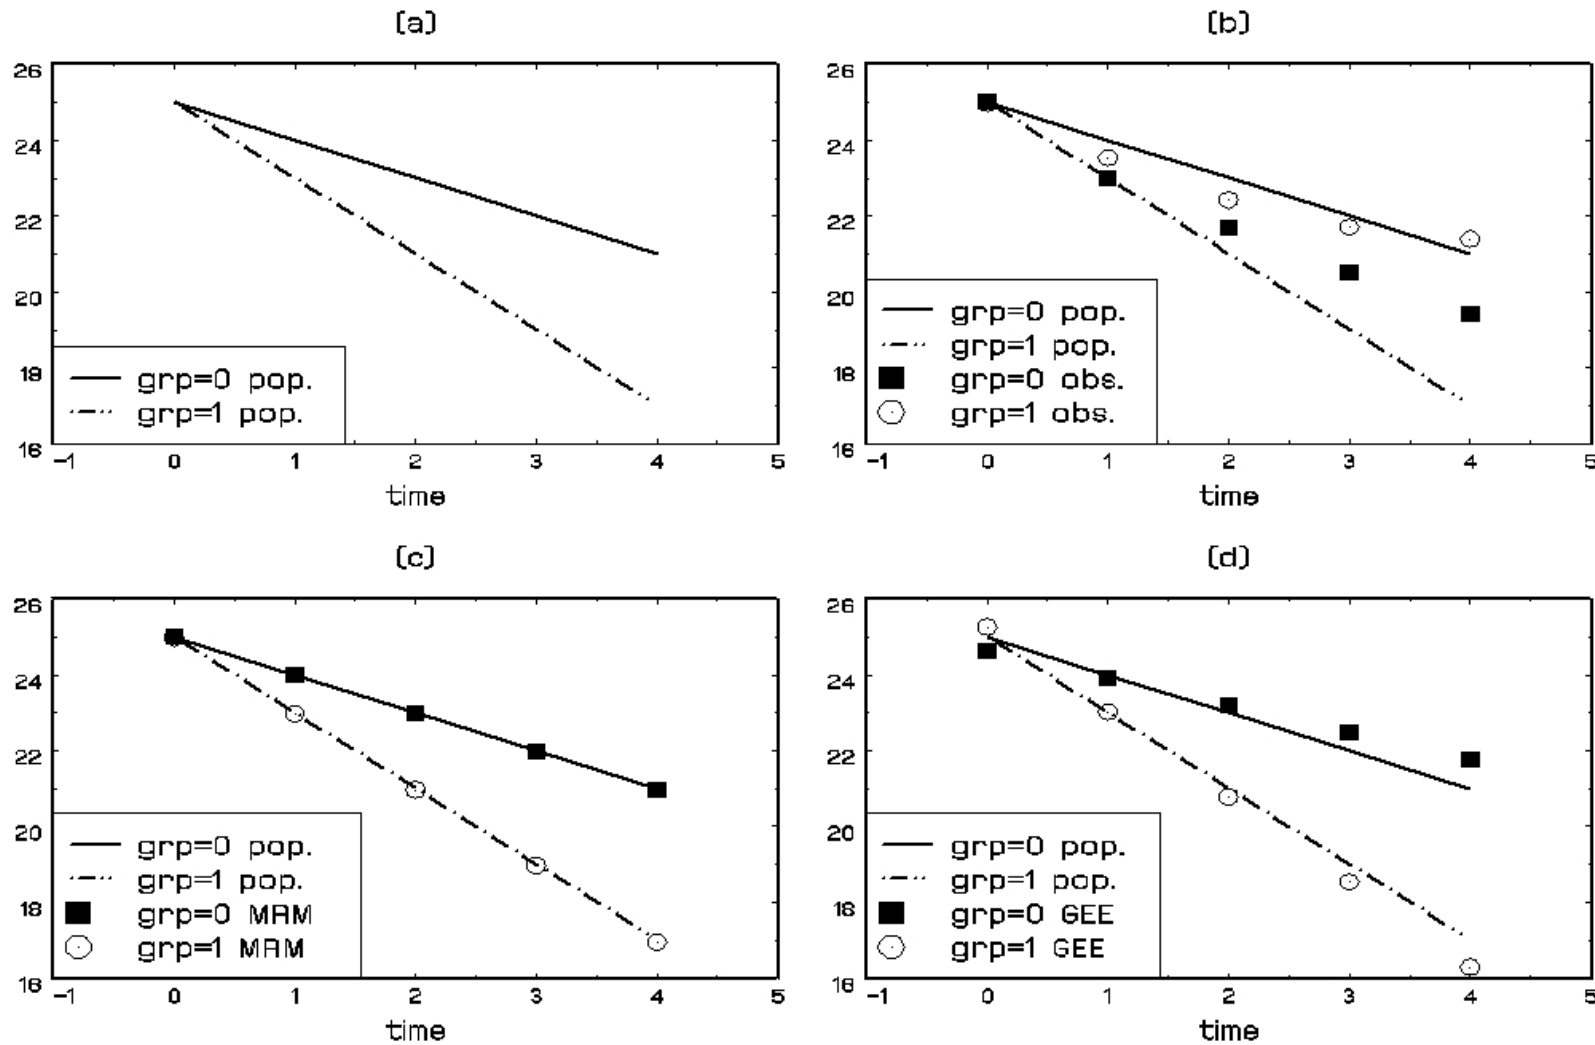 (a)
26
24
22
20
18
16
grp=0 pop.
grp=1 pop.
-1 0 1 2 3 4 5
time
(b)
26
24
22
20
18
16
grp=0 pop.
grp=1 pop.
grp=0 obs.
grp=1 obs.
-1 0 1 2 3 4 5
time
(c)
26
24
22
20
18
16
grp=0 pop.
grp=1 pop.
grp=0 MRM
grp=1 MRM
-1 0 1 2 3 4 5
time
(d)
26
24
22
20
18
16
grp=0 pop.
grp=1 pop.
grp=0 GEE
grp=1 GEE
-1 0 1 2 3 4 5
time